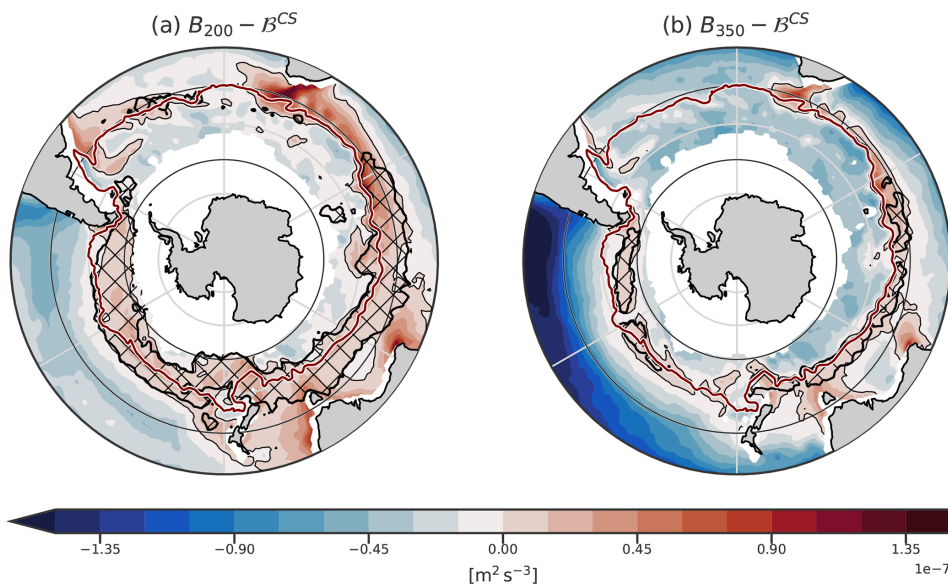 (a) B₂₀₀ − 𝓑ᶜˢ
(b) B₃₅₀ − 𝓑ᶜˢ
−1.35 −0.90 −0.45 0.00 0.45 0.90 1.35
1e−7
[m² s⁻³]